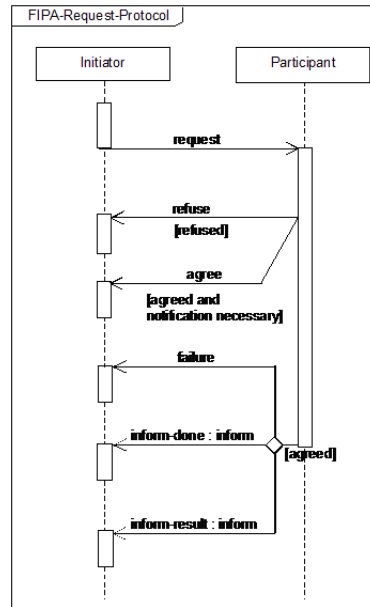 FIPA-Request-Protocol
Initiator
Participant
request
refuse
[refused]
agree
[agreed and
notification necessary]
failure
inform-done : inform
[agreed]
inform-result : inform